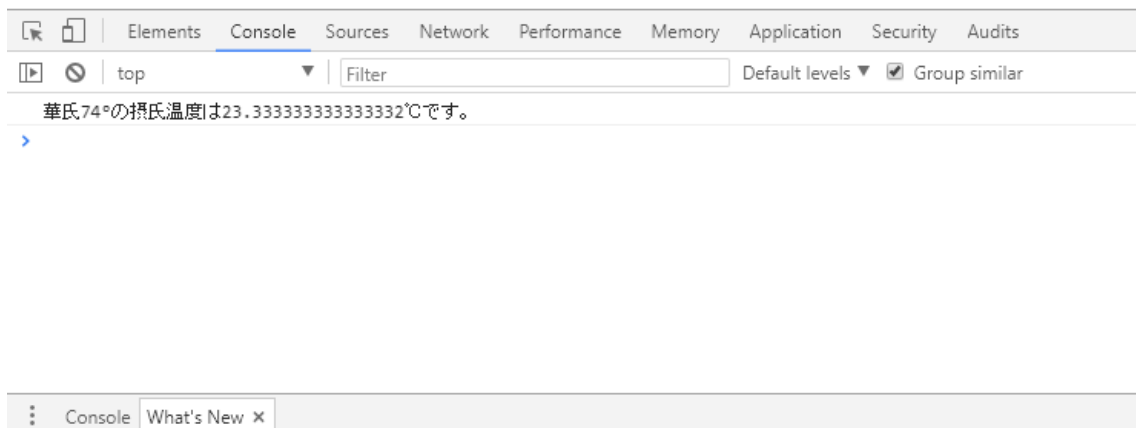 Elements Console Sources Network Performance Memory Application Security Audits
top Filter Default levels Group similar
華氏74°の摂氏温度は23.333333333333332℃です。
Console What's New